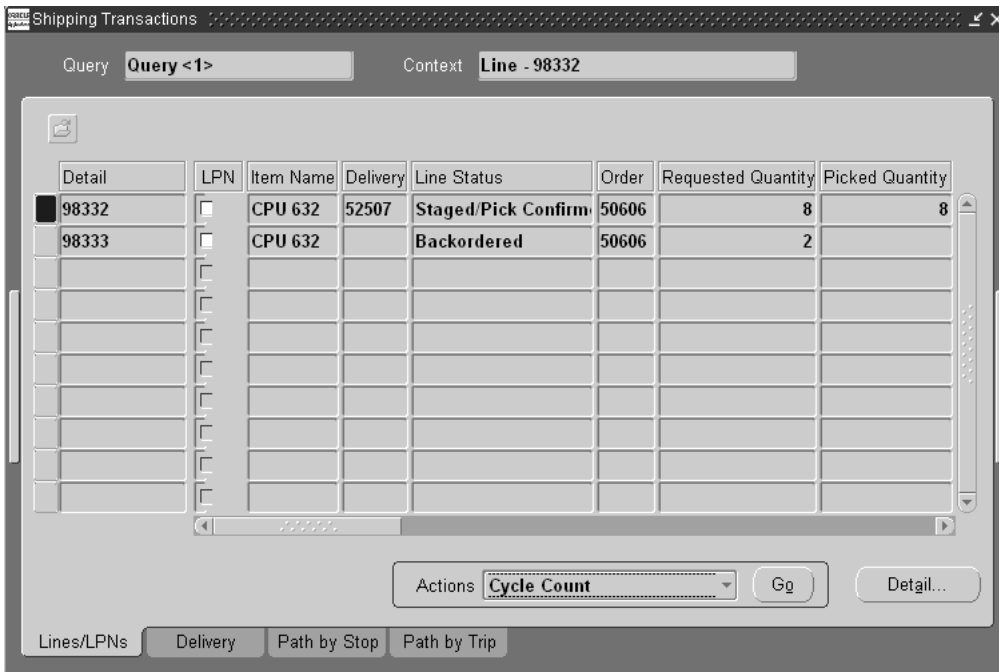 Shipping Transactions
Query Query <1> Context Line - 98332
Detail LPN Item Name Delivery Line Status Order Requested Quantity Picked Quantity
98332 CPU 632 52507 Staged/Pick Confirm 50606 8 8
98333 CPU 632 Backordered 50606 2
Actions Cycle Count Go Detail...
Lines/LPNs Delivery Path by Stop Path by Trip